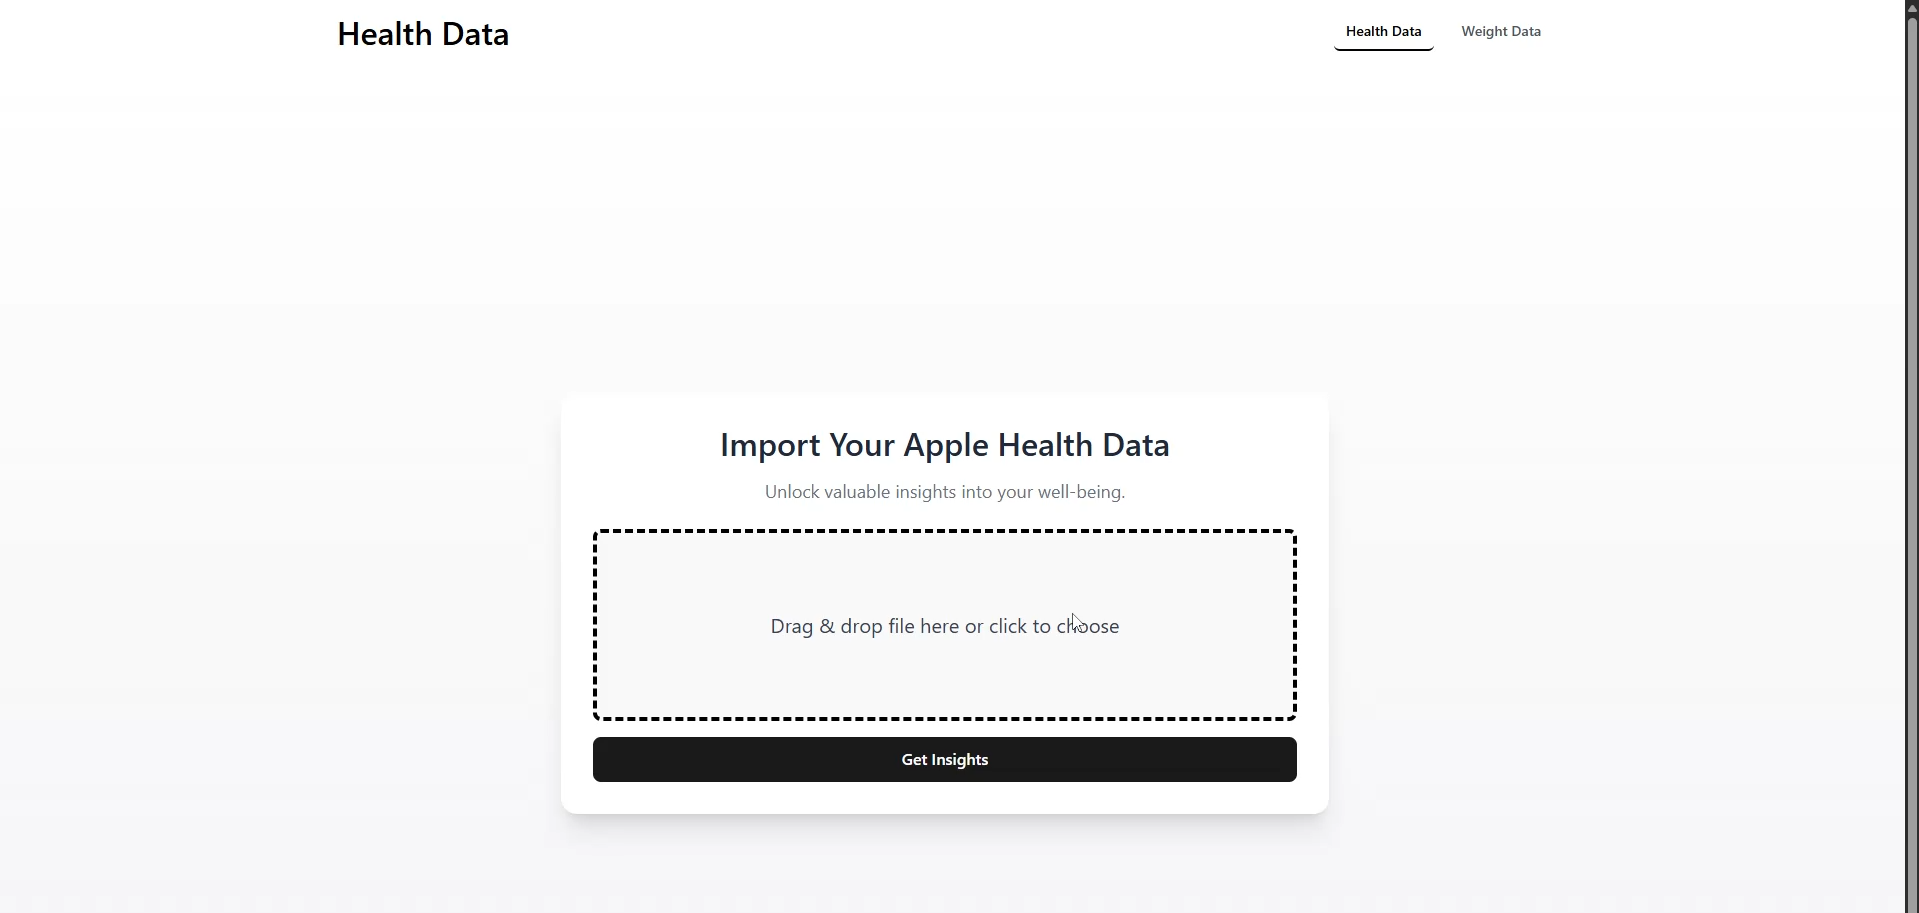 Health Data
Health Data
Weight Data
Import Your Apple Health Data
Unlock valuable insights into your well-being.
Drag & drop file here or click to choose
Get Insights